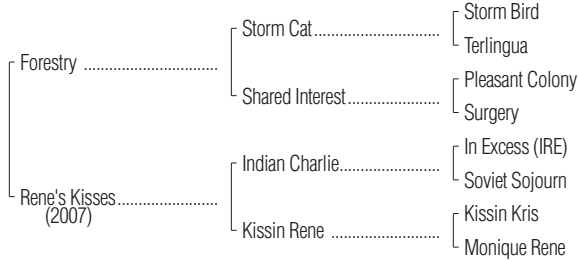 Storm Bird
Storm Cat
Terlingua
Forestry
Pleasant Colony
Shared Interest
Surgery
In Excess (IRE)
Indian Charlie
Soviet Sojourn
Rene's Kisses
(2007)
Kissin Kris
Kissin Rene
Monique Rene